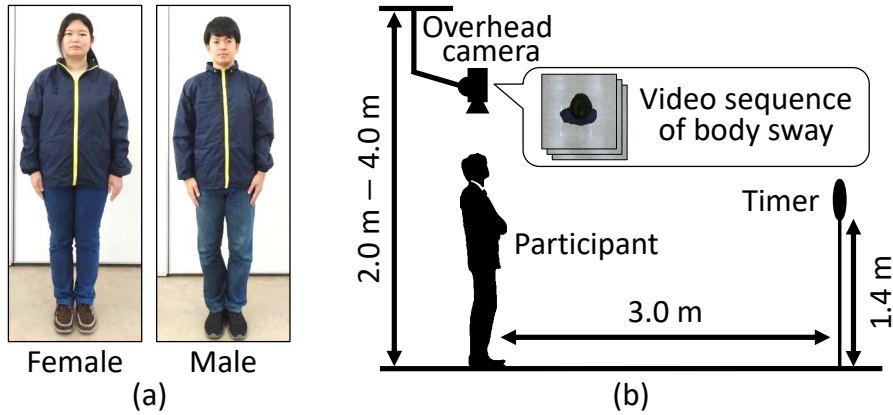 Female
Male
(a)
Overhead
camera
Video sequence
of body sway
2.0 m – 4.0 m
Participant
Timer
3.0 m
1.4 m
(b)